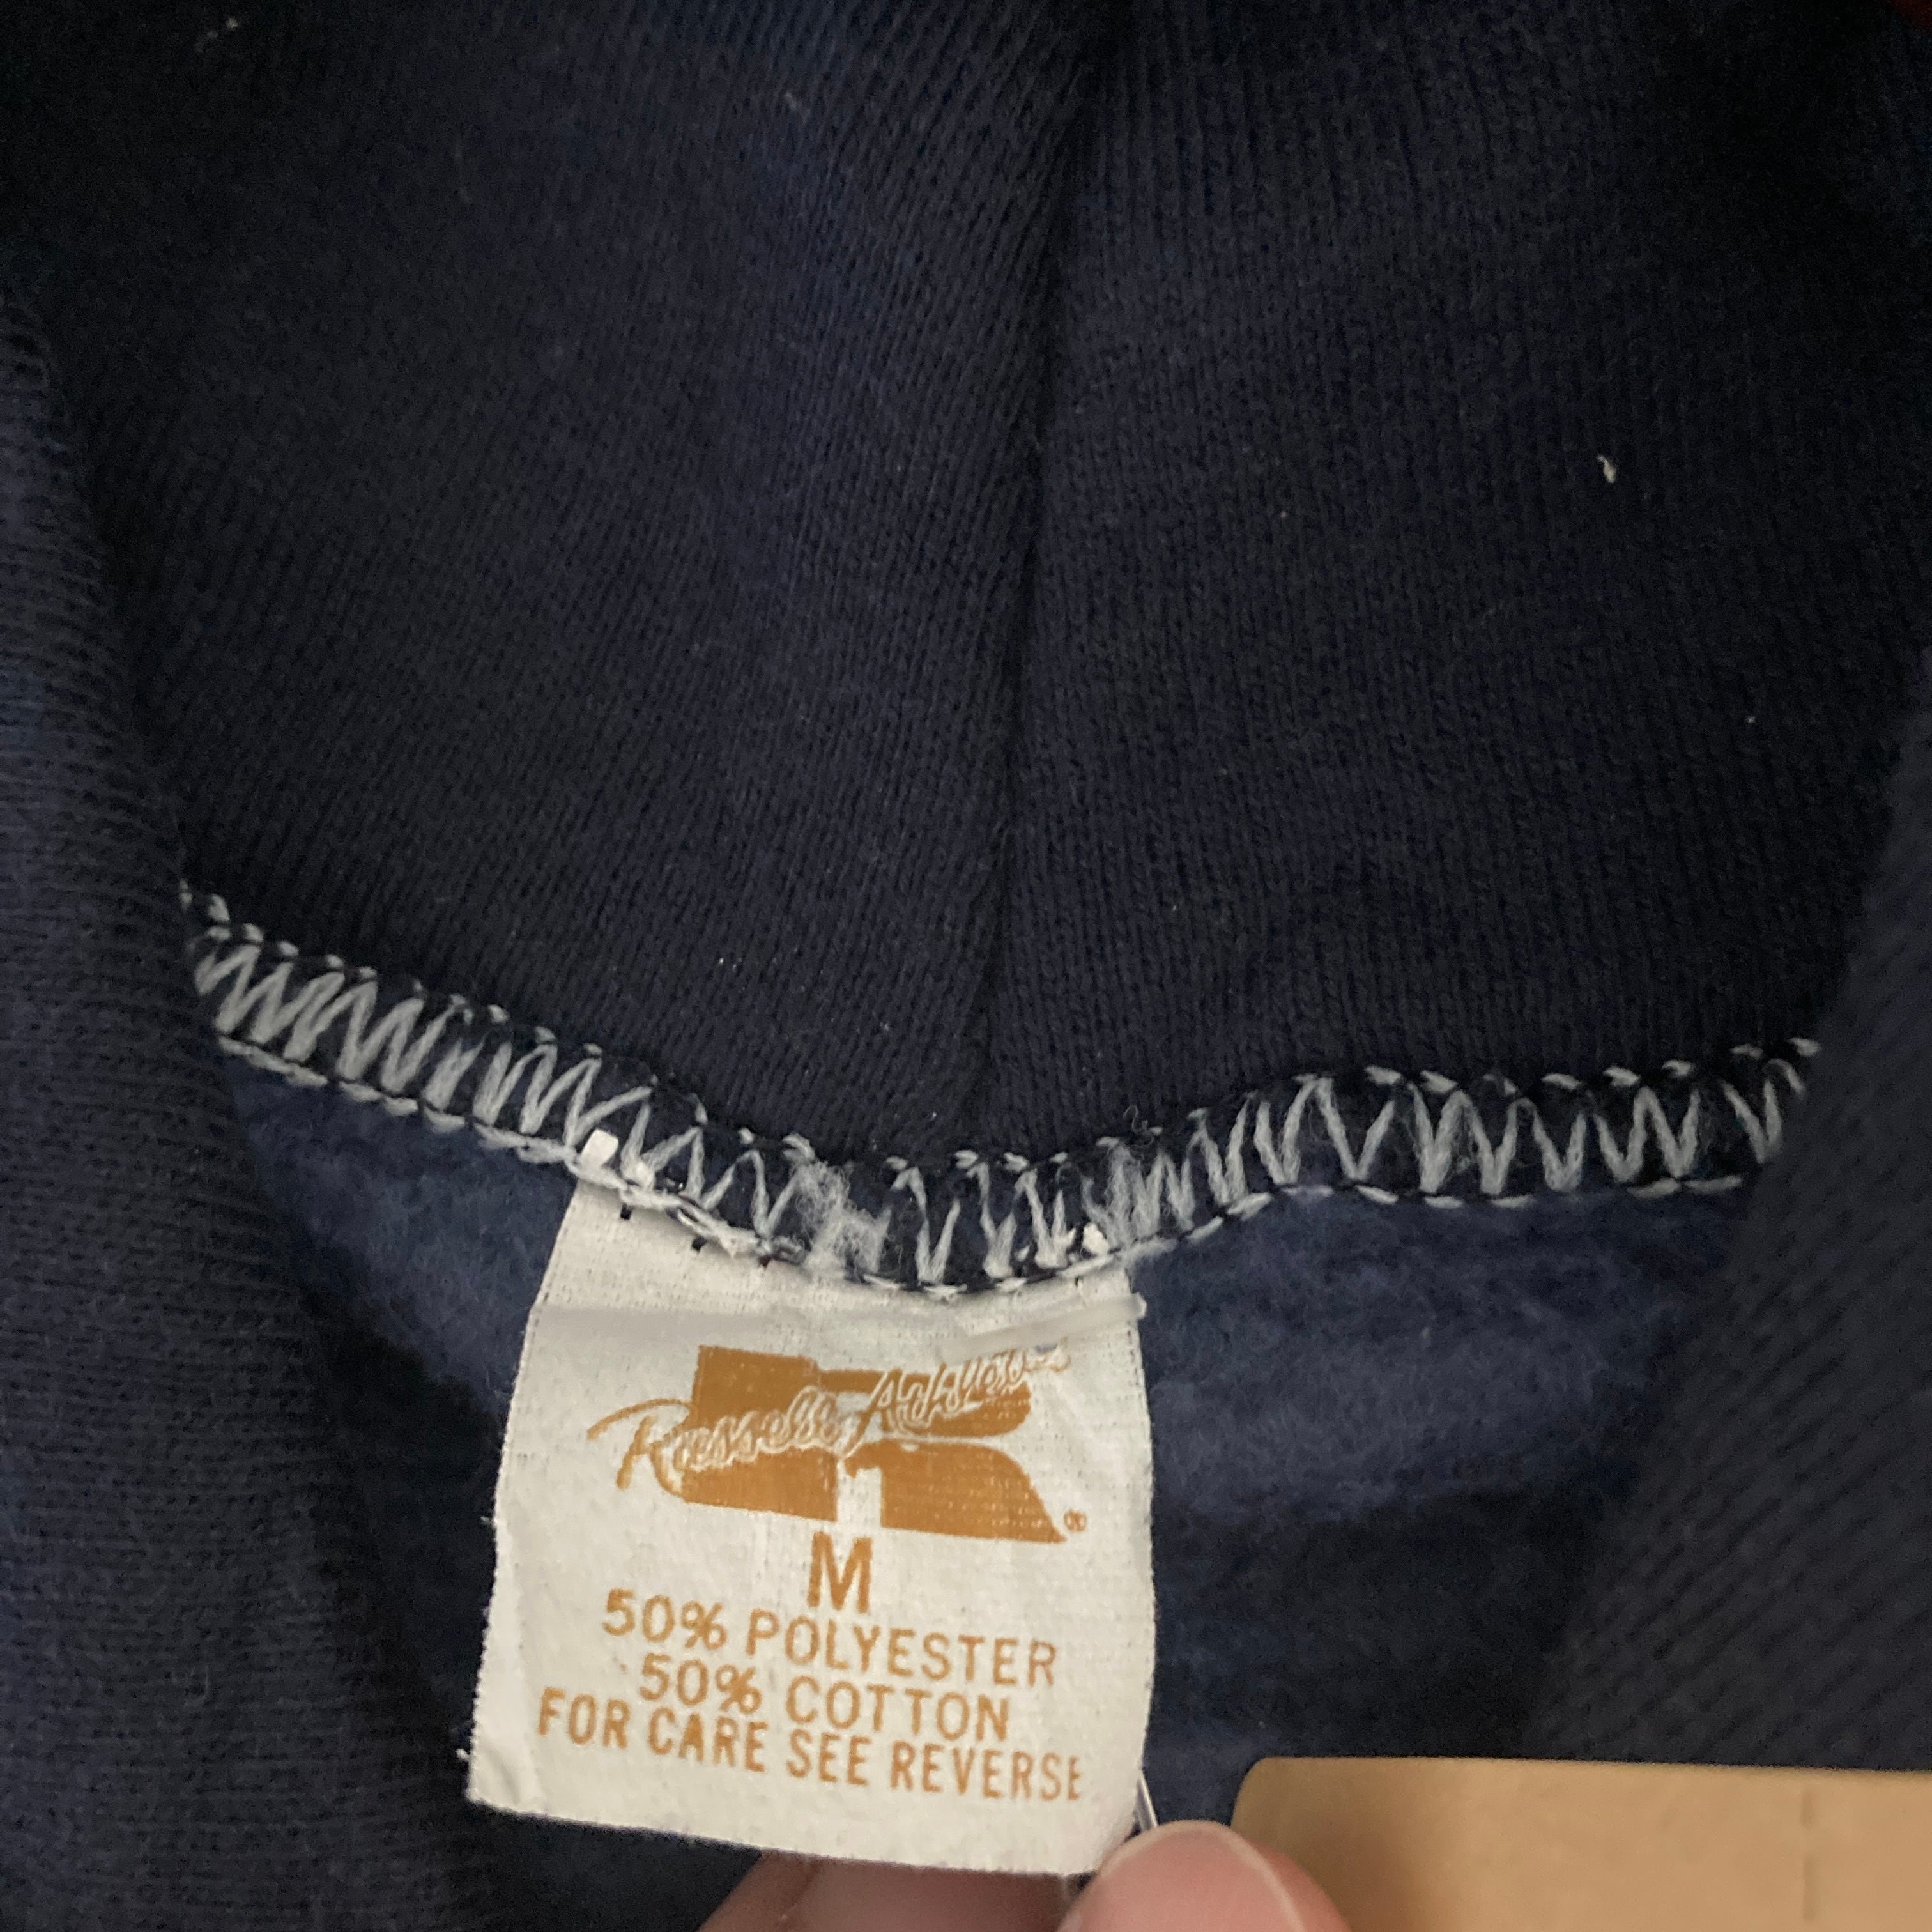 Russell Athletic
®
M
50% POLYESTER
50% COTTON
FOR CARE SEE REVERSE